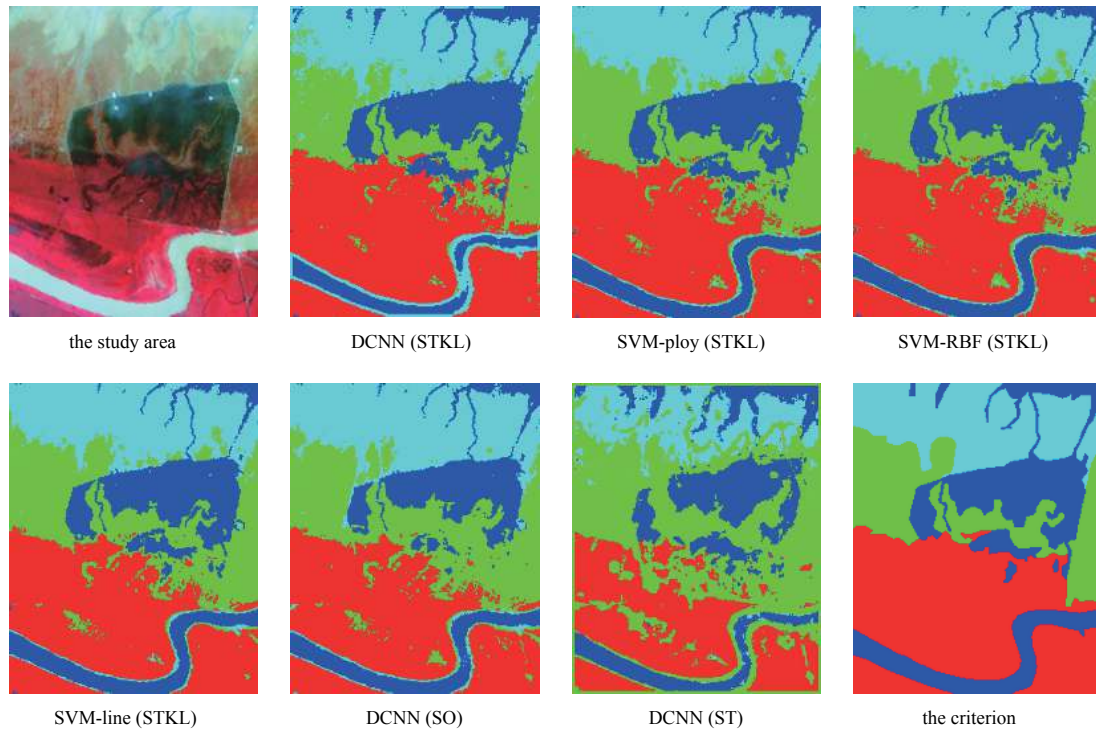 the study area
DCNN (STKL)
SVM-ploy (STKL)
SVM-RBF (STKL)
SVM-line (STKL)
DCNN (SO)
DCNN (ST)
the criterion